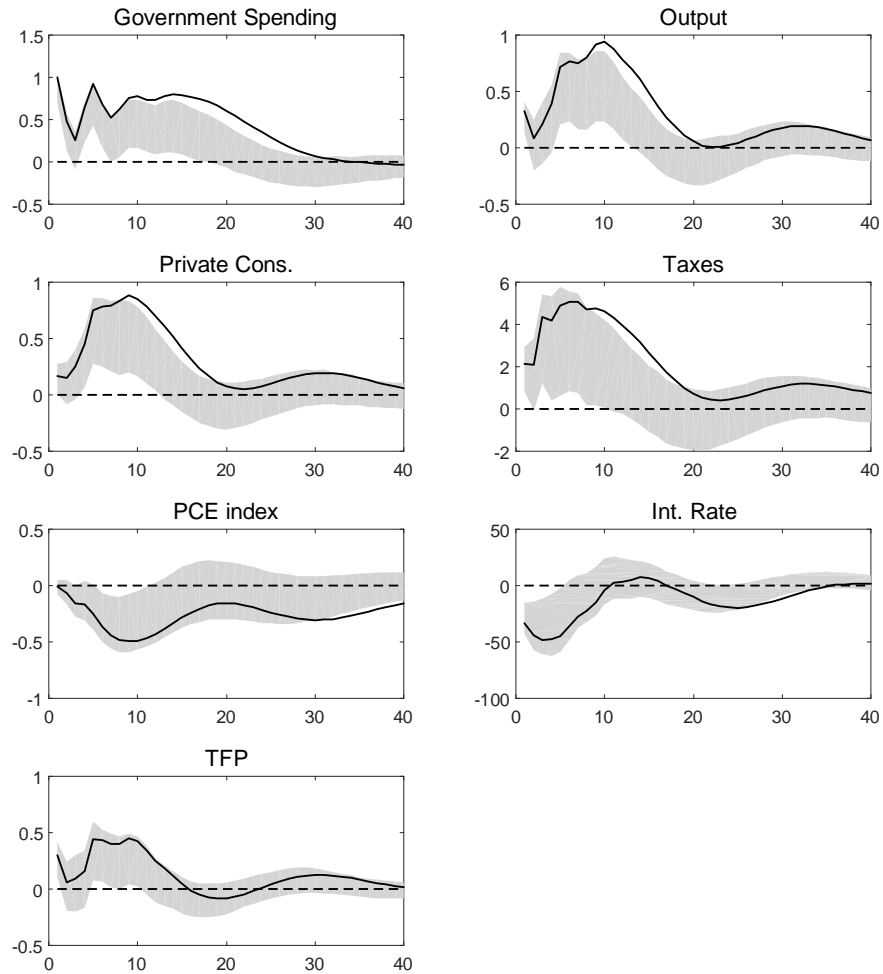 Government Spending
1.5
1
0.5
0
-0.5
0 10 20 30 40
Output
1
0.5
0
-0.5
0 10 20 30 40
Private Cons.
1
0.5
0
-0.5
0 10 20 30 40
Taxes
6
4
2
0
-2
0 10 20 30 40
PCE index
0.5
0
-0.5
-1
0 10 20 30 40
Int. Rate
50
0
-50
-100
0 10 20 30 40
TFP
1
0.5
0
-0.5
0 10 20 30 40